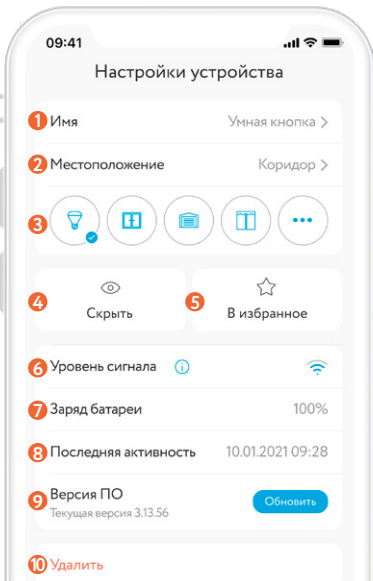 09:41
Настройки устройства
1 Имя Умная кнопка >
2 Местоположение Коридор >
3
4 Скрыть
5 В избранное
6 Уровень сигнала i
7 Заряд батареи 100%
8 Последняя активность 10.01.2021 09:28
9 Версия ПО Обновить
Текущая версия 3.13.56
10 Удалить